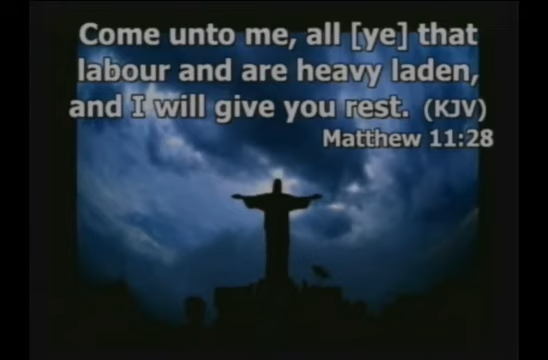 Come unto me, all [ye] that
labour and are heavy laden,
and I will give you rest. (KJV)
Matthew 11:28